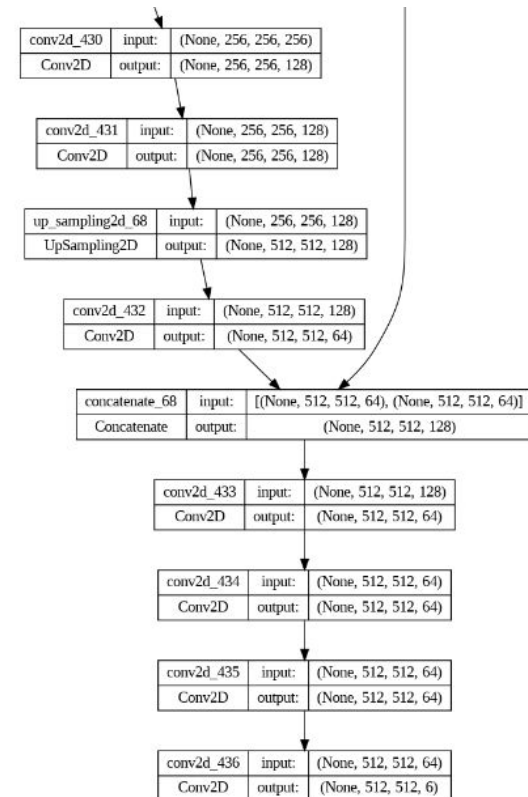 conv2d_430 input: (None, 256, 256, 256)
Conv2D output: (None, 256, 256, 128)
conv2d_431 input: (None, 256, 256, 128)
Conv2D output: (None, 256, 256, 128)
up_sampling2d_68 input: (None, 256, 256, 128)
UpSampling2D output: (None, 512, 512, 128)
conv2d_432 input: (None, 512, 512, 128)
Conv2D output: (None, 512, 512, 64)
concatenate_68 input: [(None, 512, 512, 64), (None, 512, 512, 64)]
Concatenate output: (None, 512, 512, 128)
conv2d_433 input: (None, 512, 512, 128)
Conv2D output: (None, 512, 512, 64)
conv2d_434 input: (None, 512, 512, 64)
Conv2D output: (None, 512, 512, 64)
conv2d_435 input: (None, 512, 512, 64)
Conv2D output: (None, 512, 512, 64)
conv2d_436 input: (None, 512, 512, 64)
Conv2D output: (None, 512, 512, 6)